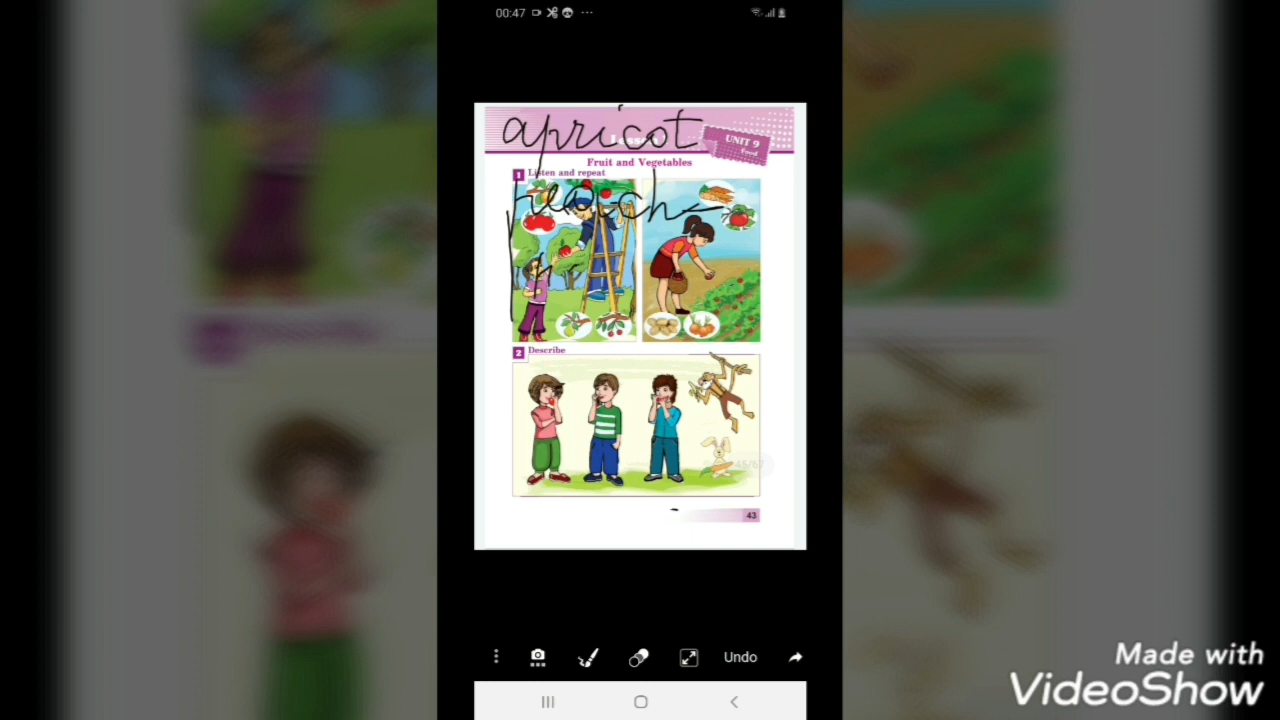 00:47
apricot
UNIT 9
Food
Fruit and Vegetables
1 Listen and repeat
peach
2 Describe
43
Undo
Made with
VideoShow